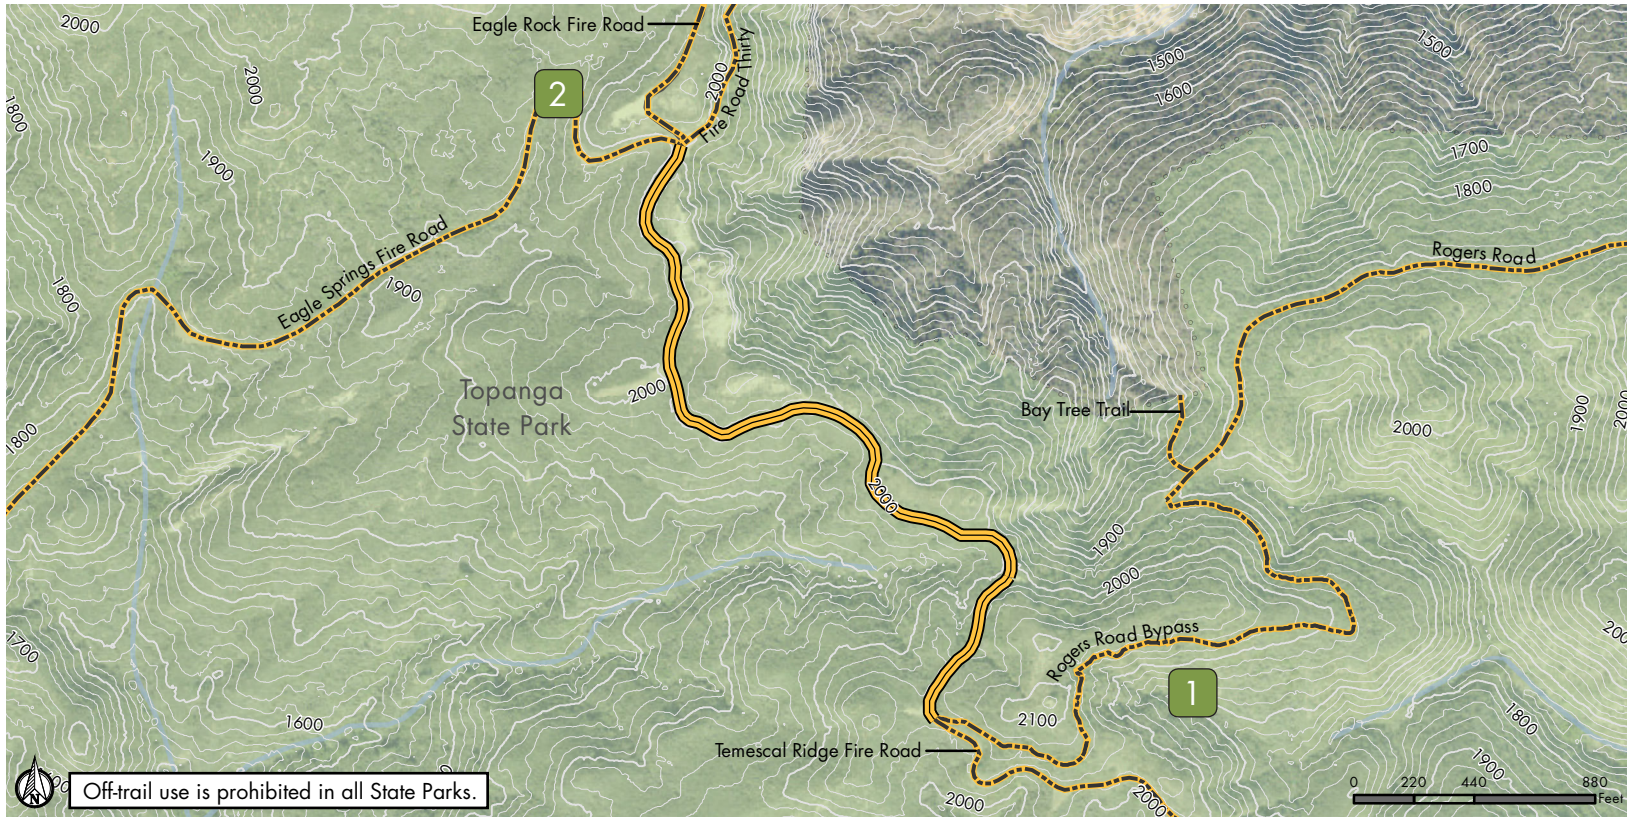 2000
Eagle Rock Fire Road
1500
1500
2000
2000
Fire Road Thirty
2
1600
1800
1700
1900
1800
Rogers Road
Eagle Springs Fire Road
1800
1900
Topanga
State Park
2000
Bay Tree Trail
1900
2000
2000
1800
2000
1900
2000
Rogers Road Bypass
1700
1
1600
2100
1800
Temescal Ridge Fire Road
1900
2000
2000
N
Off-trail use is prohibited in all State Parks.
0 220 440 880
Feet